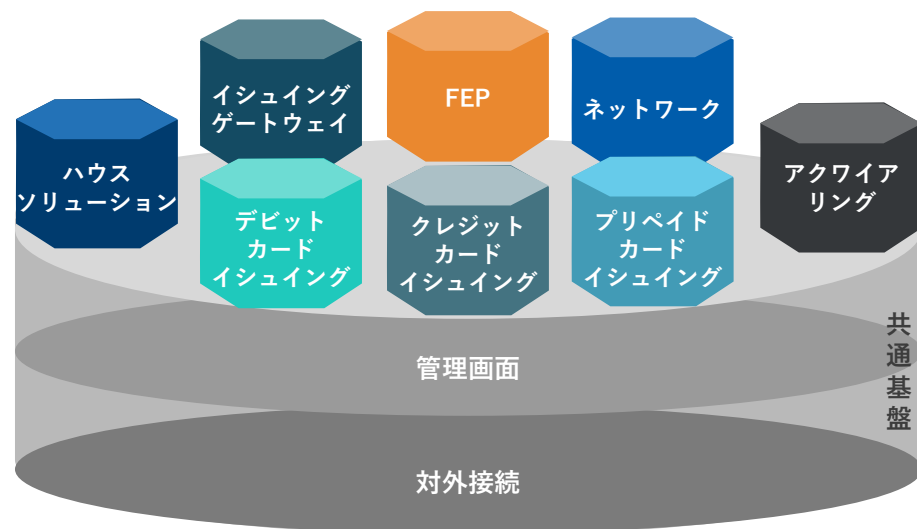 イシュイング
ゲートウェイ
FEP
ネットワーク
ハウス
ソリューション
アクワイア
リング
デビット
カード
イシュイング
クレジット
カード
イシュイング
プリペイド
カード
イシュイング
共通基盤
管理画面
対外接続